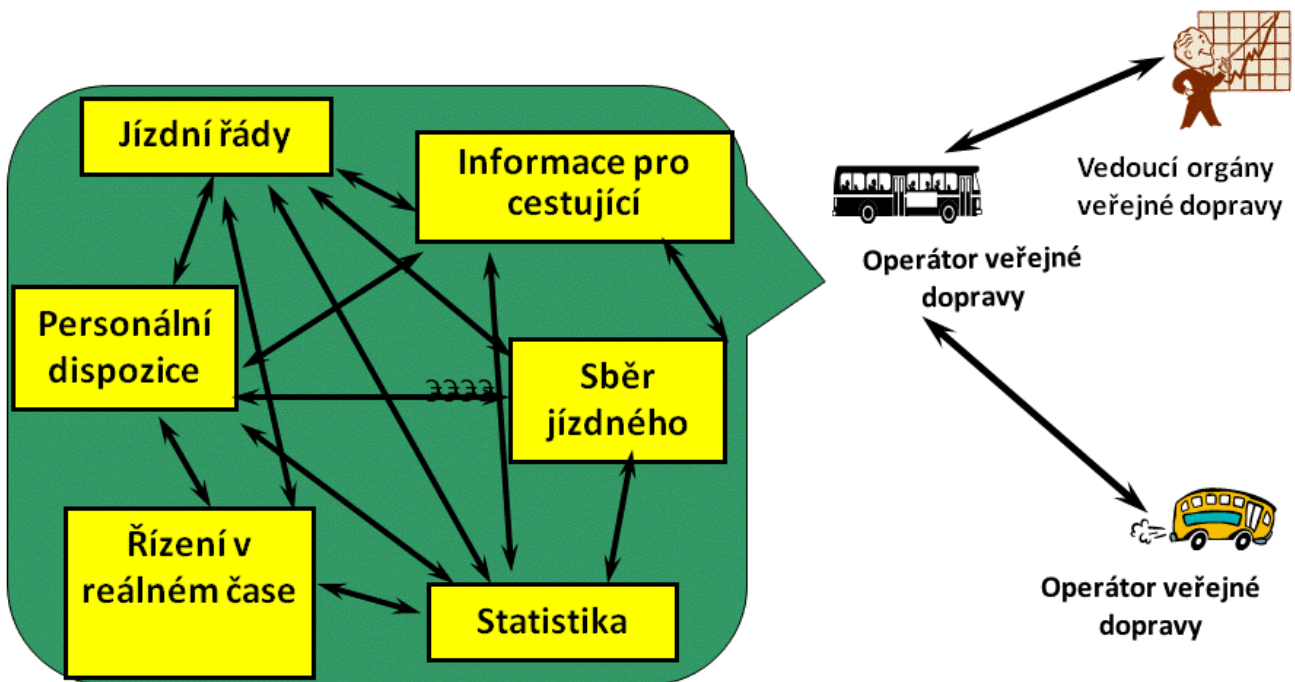 Jízdní řády
Informace pro
cestující
Personální
dispozice
Sběr
jízdného
Řízení v
reálném čase
Statistika
Vedoucí orgány
veřejné dopravy
Operátor veřejné
dopravy
Operátor veřejné
dopravy